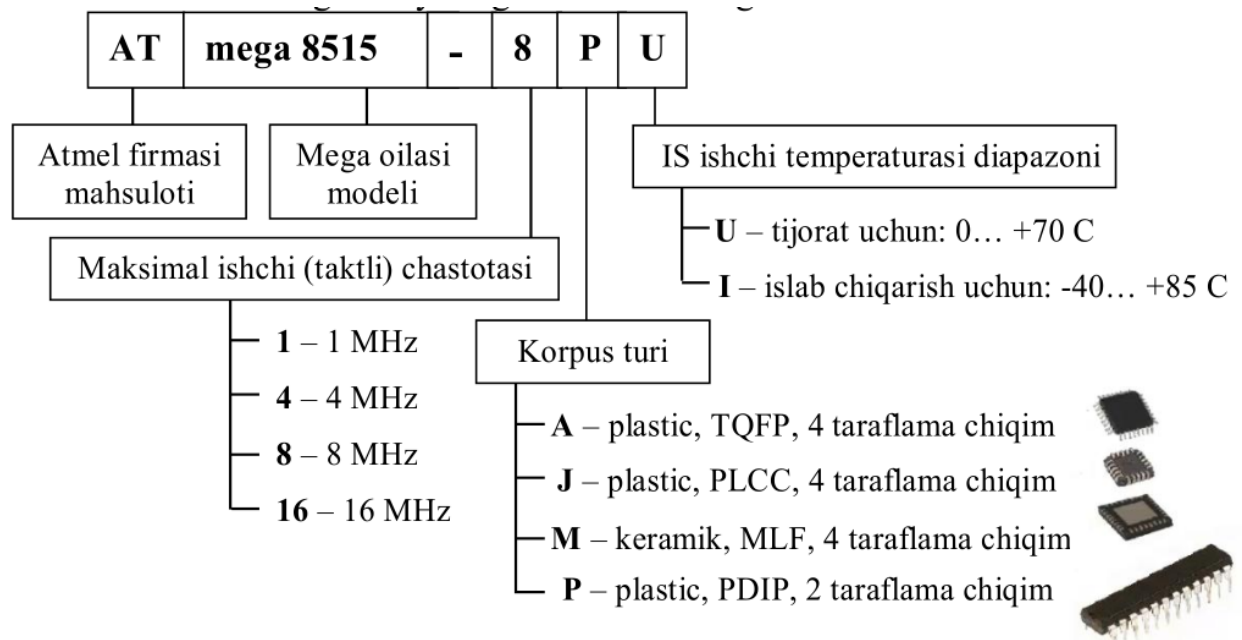 AT mega 8515 - 8 P U
Atmel firmasi
mahsuloti
Mega oilasi
modeli
IS ishchi temperaturasi diapazoni
U – tijorat uchun: 0… +70 C
I – islab chiqarish uchun: -40… +85 C
Maksimal ishchi (taktli) chastotasi
1 – 1 MHz
4 – 4 MHz
8 – 8 MHz
16 – 16 MHz
Korpus turi
A – plastic, TQFP, 4 taraflama chiqim
J – plastic, PLCC, 4 taraflama chiqim
M – keramik, MLF, 4 taraflama chiqim
P – plastic, PDIP, 2 taraflama chiqim